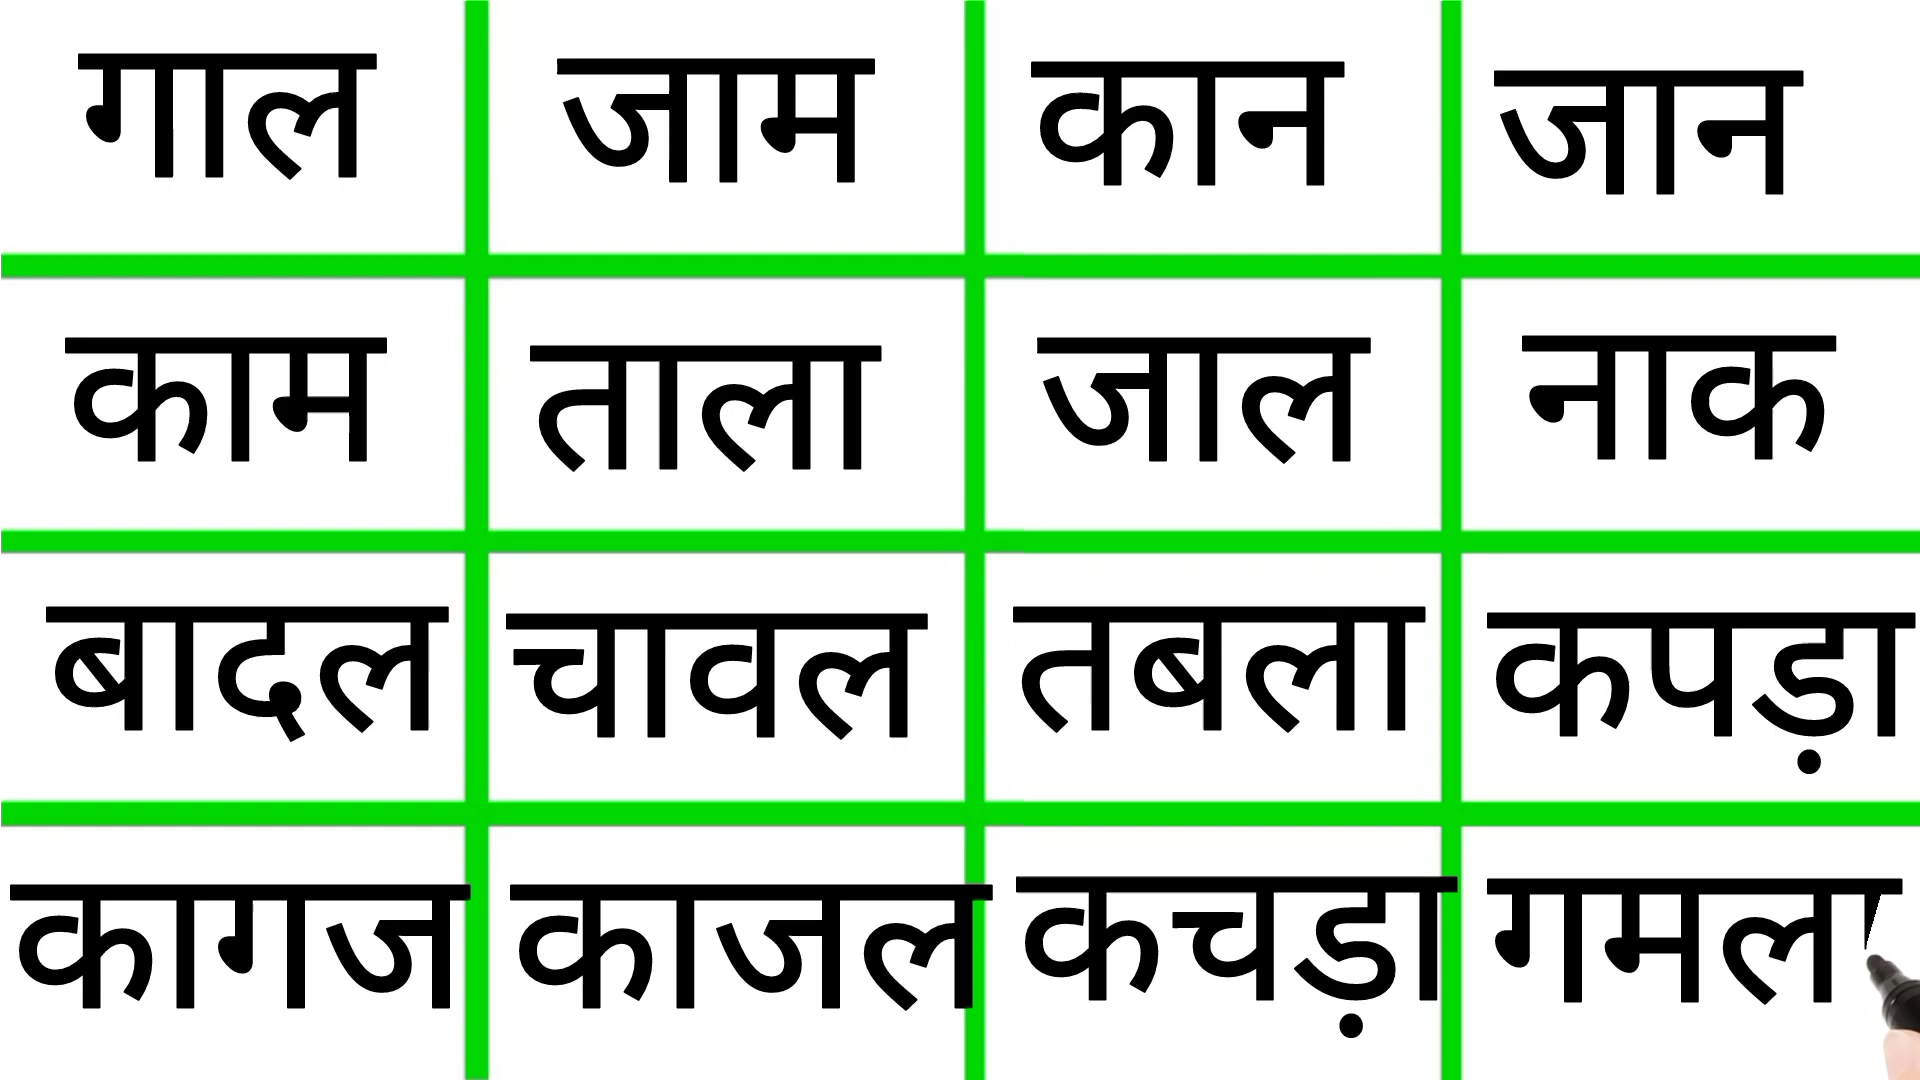 गाल जाम कान जान
काम ताला जाल नाक
बादल चावल तबला कपड़ा
कागज काजल कचड़ा गमला